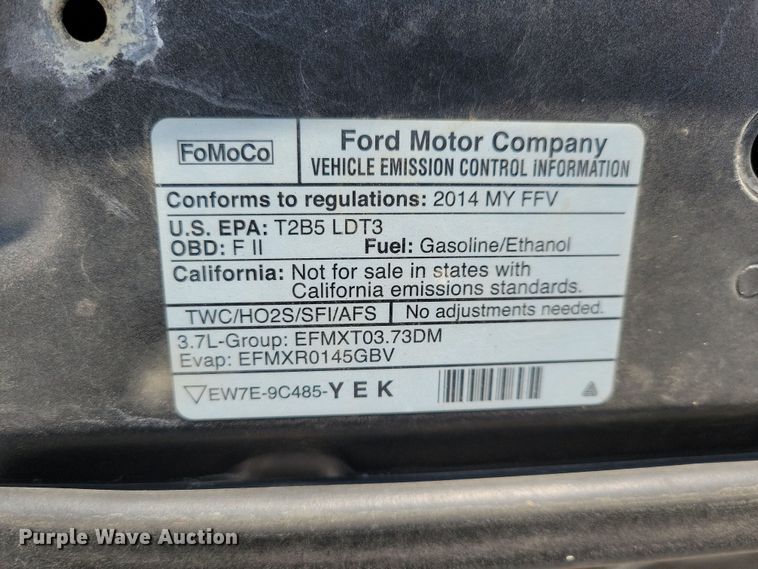 FoMoCo
Ford Motor Company
VEHICLE EMISSION CONTROL INFORMATION
Conforms to regulations: 2014 MY FFV
U.S. EPA: T2B5 LDT3
OBD: F II Fuel: Gasoline/Ethanol
California: Not for sale in states with
California emissions standards.
TWC/HO2S/SFI/AFS No adjustments needed.
3.7L-Group: EFMXT03.73DM
Evap: EFMXR0145GBV
EW7E-9C485-YEK
Purple Wave Auction